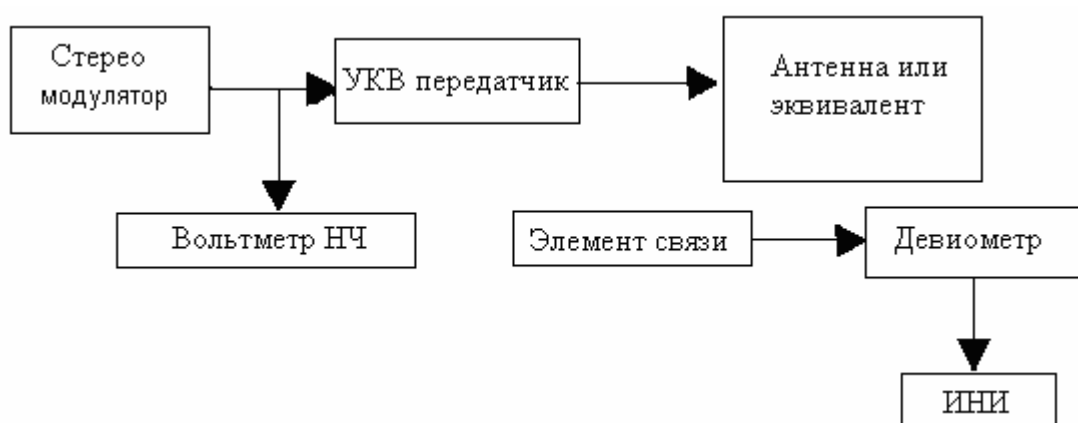 Стерео
модулятор
УКВ передатчик
Антенна или
эквивалент
Вольтметр НЧ
Элемент связи
Девиометр
ИНИ